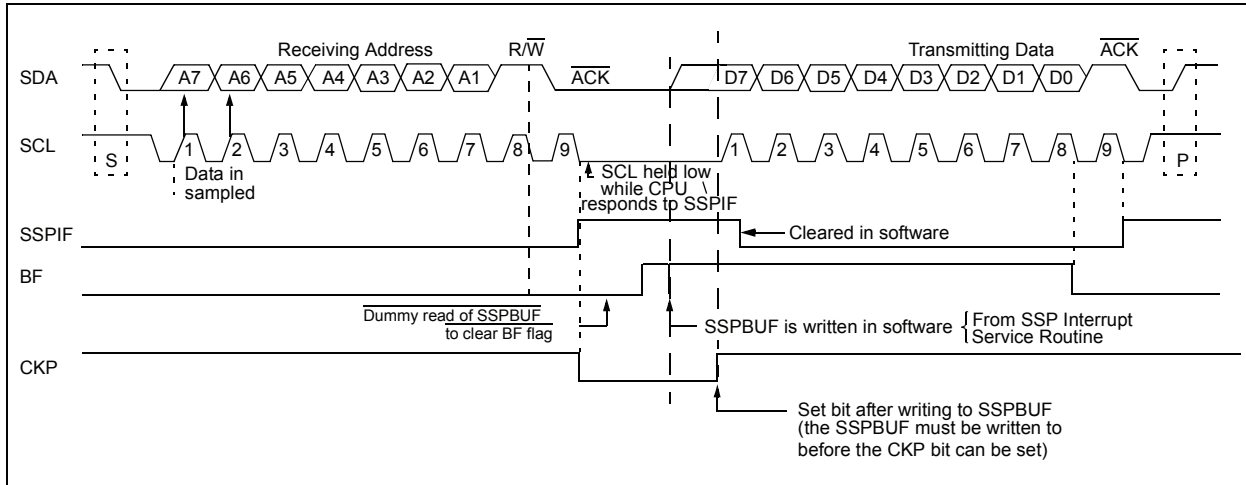 Receiving Address R/W Transmitting Data ACK
SDA A7 A6 A5 A4 A3 A2 A1 ACK D7 D6 D5 D4 D3 D2 D1 D0
SCL S 1 2 3 4 5 6 7 8 9 1 2 3 4 5 6 7 8 9 P
Data in
sampled
SCL held low
while CPU
responds to SSPIF
SSPIF
Cleared in software
BF
Dummy read of SSPBUF
to clear BF flag
SSPBUF is written in software { From SSP Interrupt
Service Routine
CKP
Set bit after writing to SSPBUF
(the SSPBUF must be written to
before the CKP bit can be set)